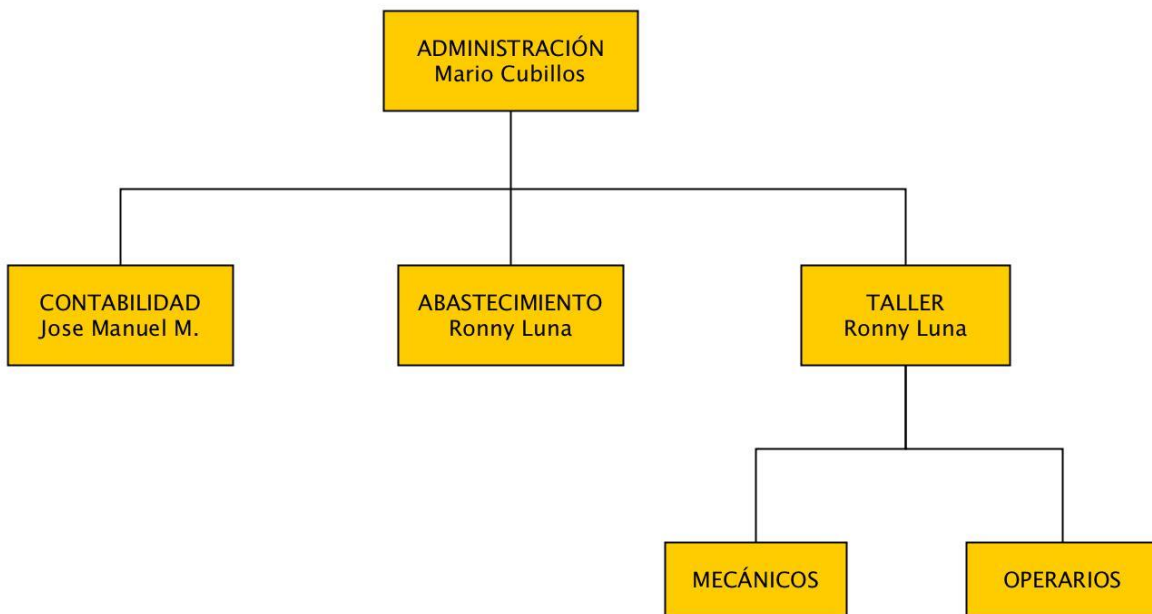 ADMINISTRACIÓN
Mario Cubillos
CONTABILIDAD
Jose Manuel M.
ABASTECIMIENTO
Ronny Luna
TALLER
Ronny Luna
MECÁNICOS
OPERARIOS